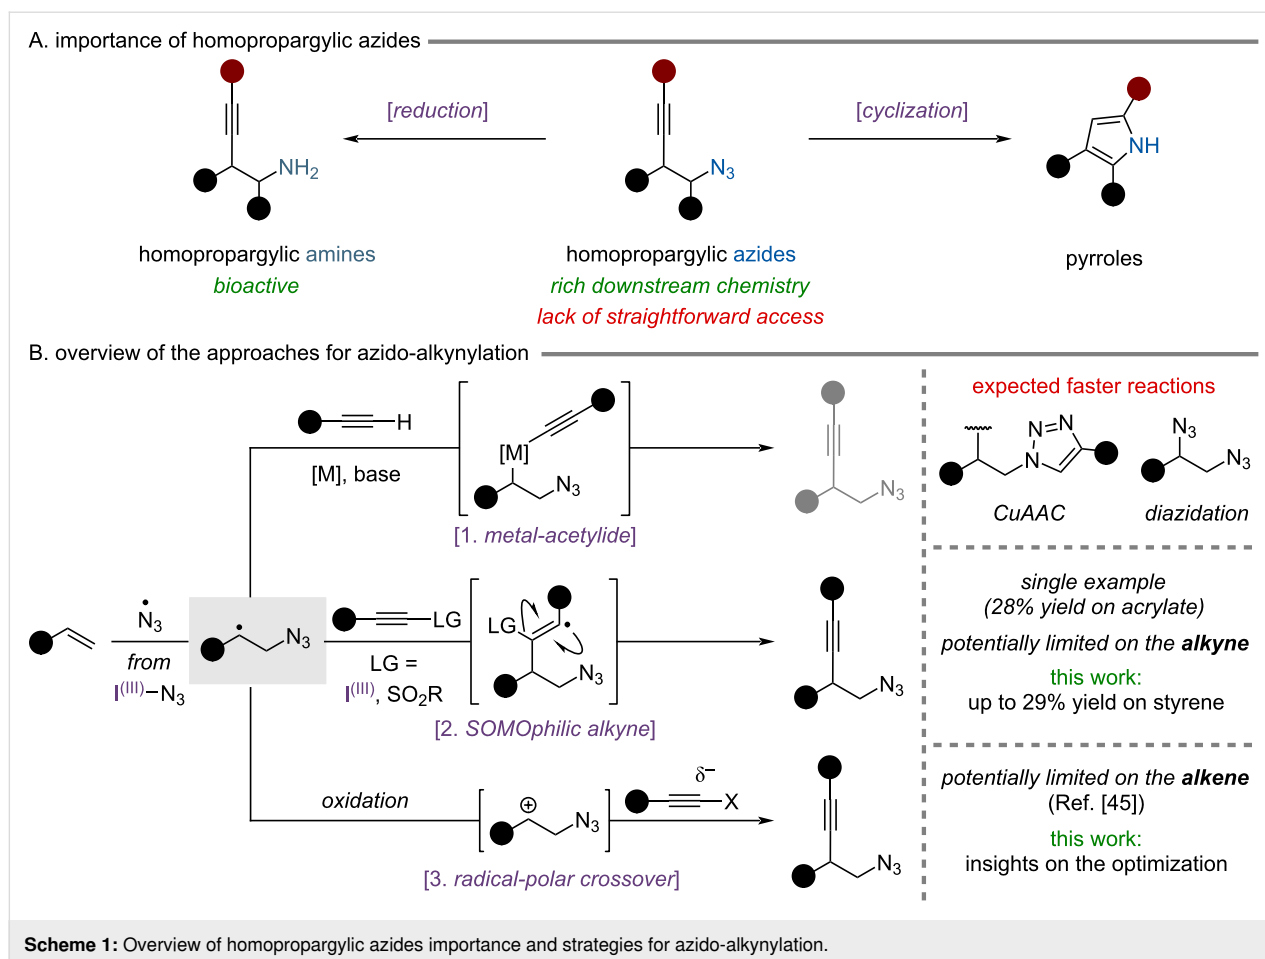 A. importance of homopropargylic azides
[reduction]
[cyclization]
NH2
N3
NH
homopropargylic amines
bioactive
homopropargylic azides
rich downstream chemistry
lack of straightforward access
pyrroles
B. overview of the approaches for azido-alkynylation
H
[M], base
[M]
N3
[1. metal-acetylide]
N3
expected faster reactions
N=N
N
CuAAC
N3
N3
diazidation
N3
from
I(III)–N3
N3
LG
LG =
I(III), SO2R
LG
N3
[2. SOMOphilic alkyne]
N3
single example
(28% yield on acrylate)
potentially limited on the alkyne
this work:
up to 29% yield on styrene
oxidation
N3
δ–
X
[3. radical-polar crossover]
N3
potentially limited on the alkene
(Ref. [45])
this work:
insights on the optimization
Scheme 1: Overview of homopropargylic azides importance and strategies for azido-alkynylation.